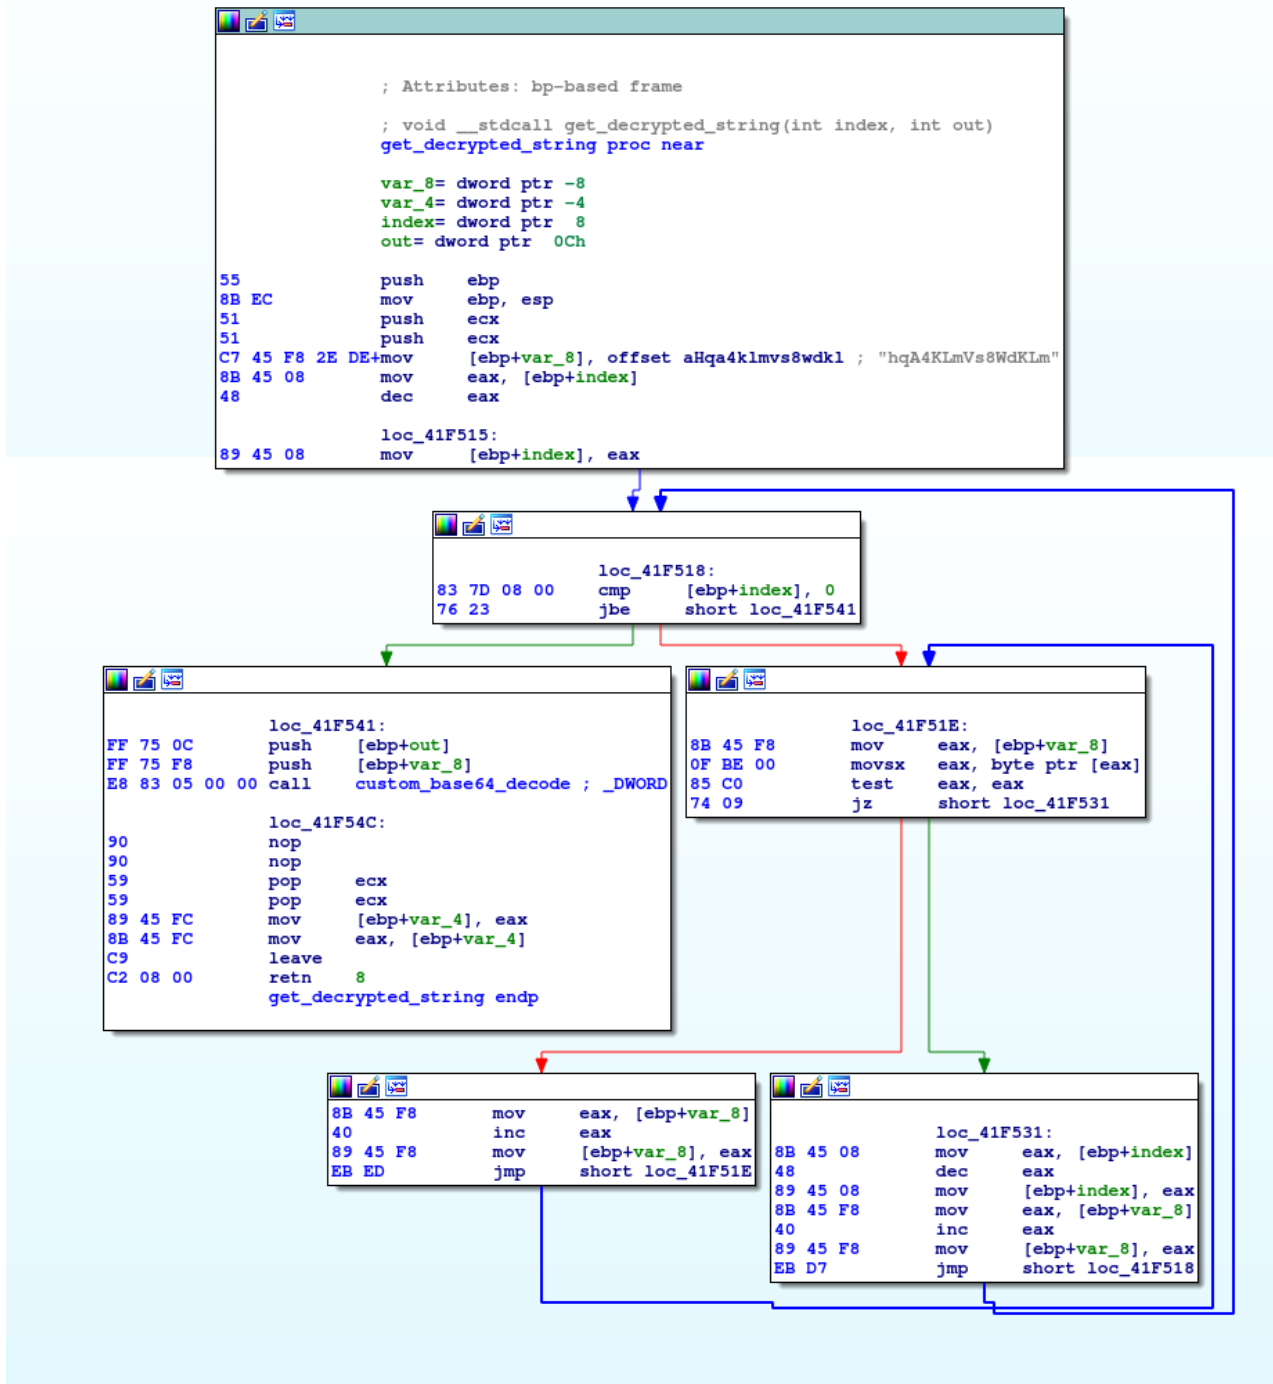 ; Attributes: bp-based frame
; void __stdcall get_decrypted_string(int index, int out)
get_decrypted_string proc near
var_8= dword ptr -8
var_4= dword ptr -4
index= dword ptr  8
out= dword ptr  0Ch
55 push ebp
8B EC mov ebp, esp
51 push ecx
51 push ecx
C7 45 F8 2E DE+mov [ebp+var_8], offset aHqa4klmvs8wdkl ; "hqA4KLmVs8WdKLm"
8B 45 08 mov eax, [ebp+index]
48 dec eax
loc_41F515:
89 45 08 mov [ebp+index], eax
loc_41F518:
83 7D 08 00 cmp [ebp+index], 0
76 23 jbe short loc_41F541
loc_41F541:
FF 75 0C push [ebp+out]
FF 75 F8 push [ebp+var_8]
E8 83 05 00 00 call custom_base64_decode ; _DWORD
loc_41F54C:
90 nop
90 nop
59 pop ecx
59 pop ecx
89 45 FC mov [ebp+var_4], eax
8B 45 FC mov eax, [ebp+var_4]
C9 leave
C2 08 00 retn 8
get_decrypted_string endp
loc_41F51E:
8B 45 F8 mov eax, [ebp+var_8]
0F BE 00 movsx eax, byte ptr [eax]
85 C0 test eax, eax
74 09 jz short loc_41F531
8B 45 F8 mov eax, [ebp+var_8]
40 inc eax
89 45 F8 mov [ebp+var_8], eax
EB ED jmp short loc_41F51E
loc_41F531:
8B 45 08 mov eax, [ebp+index]
48 dec eax
89 45 08 mov [ebp+index], eax
8B 45 F8 mov eax, [ebp+var_8]
40 inc eax
89 45 F8 mov [ebp+var_8], eax
EB D7 jmp short loc_41F518